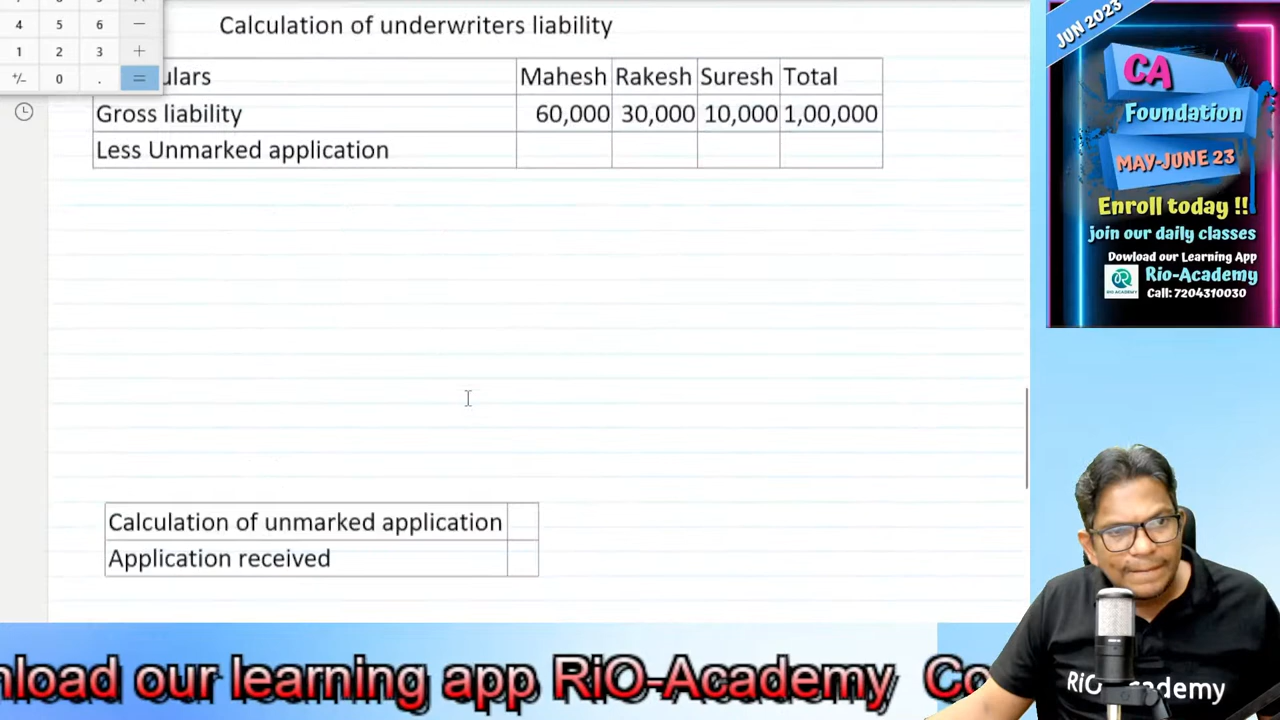 4 5 6 −
1 2 3 +
+/− 0 . =
Calculation of underwriters liability
ulars Mahesh Rakesh Suresh Total
Gross liability 60,000 30,000 10,000 1,00,000
Less Unmarked application
Calculation of unmarked application
Application received
JUN 2023
CA
Foundation
MAY-JUNE 23
Enroll today !!
join our daily classes
Dowload our Learning App
Rio-Academy
RIO ACADEMY
Call: 7204310030
nload our learning app RiO-Academy Co